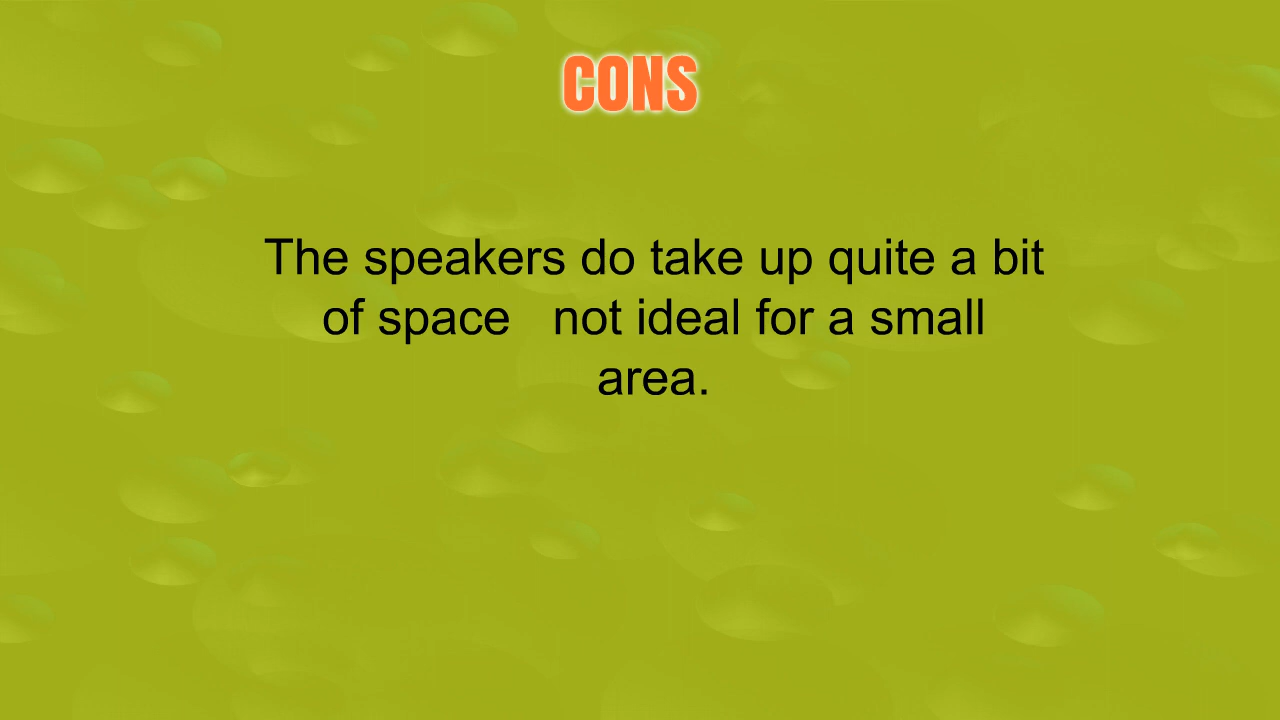 CONS
The speakers do take up quite a bit
of space   not ideal for a small
area.